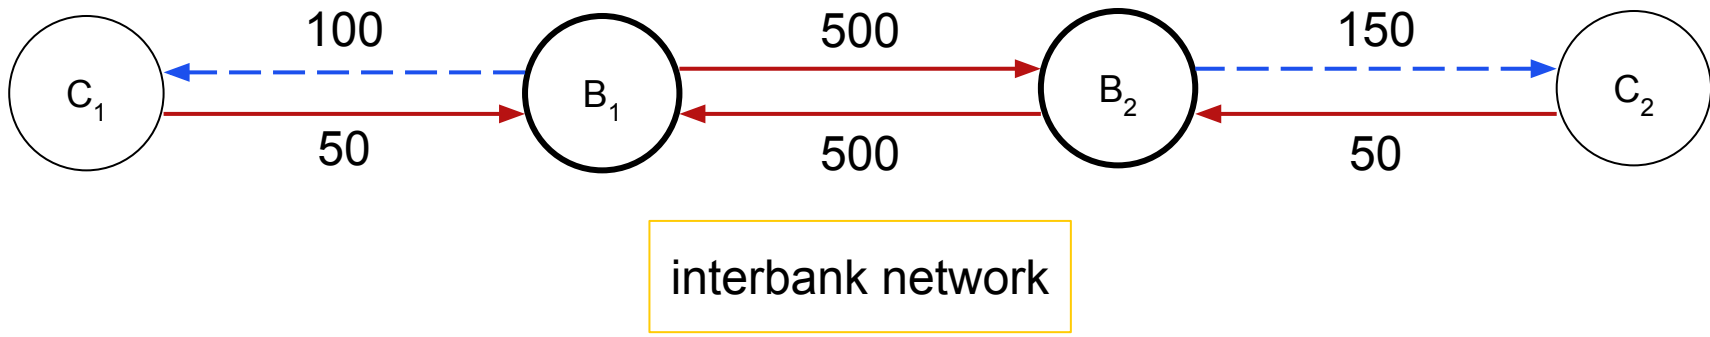 100 500 150
C₁ B₁ B₂ C₂
50 500 50
interbank network